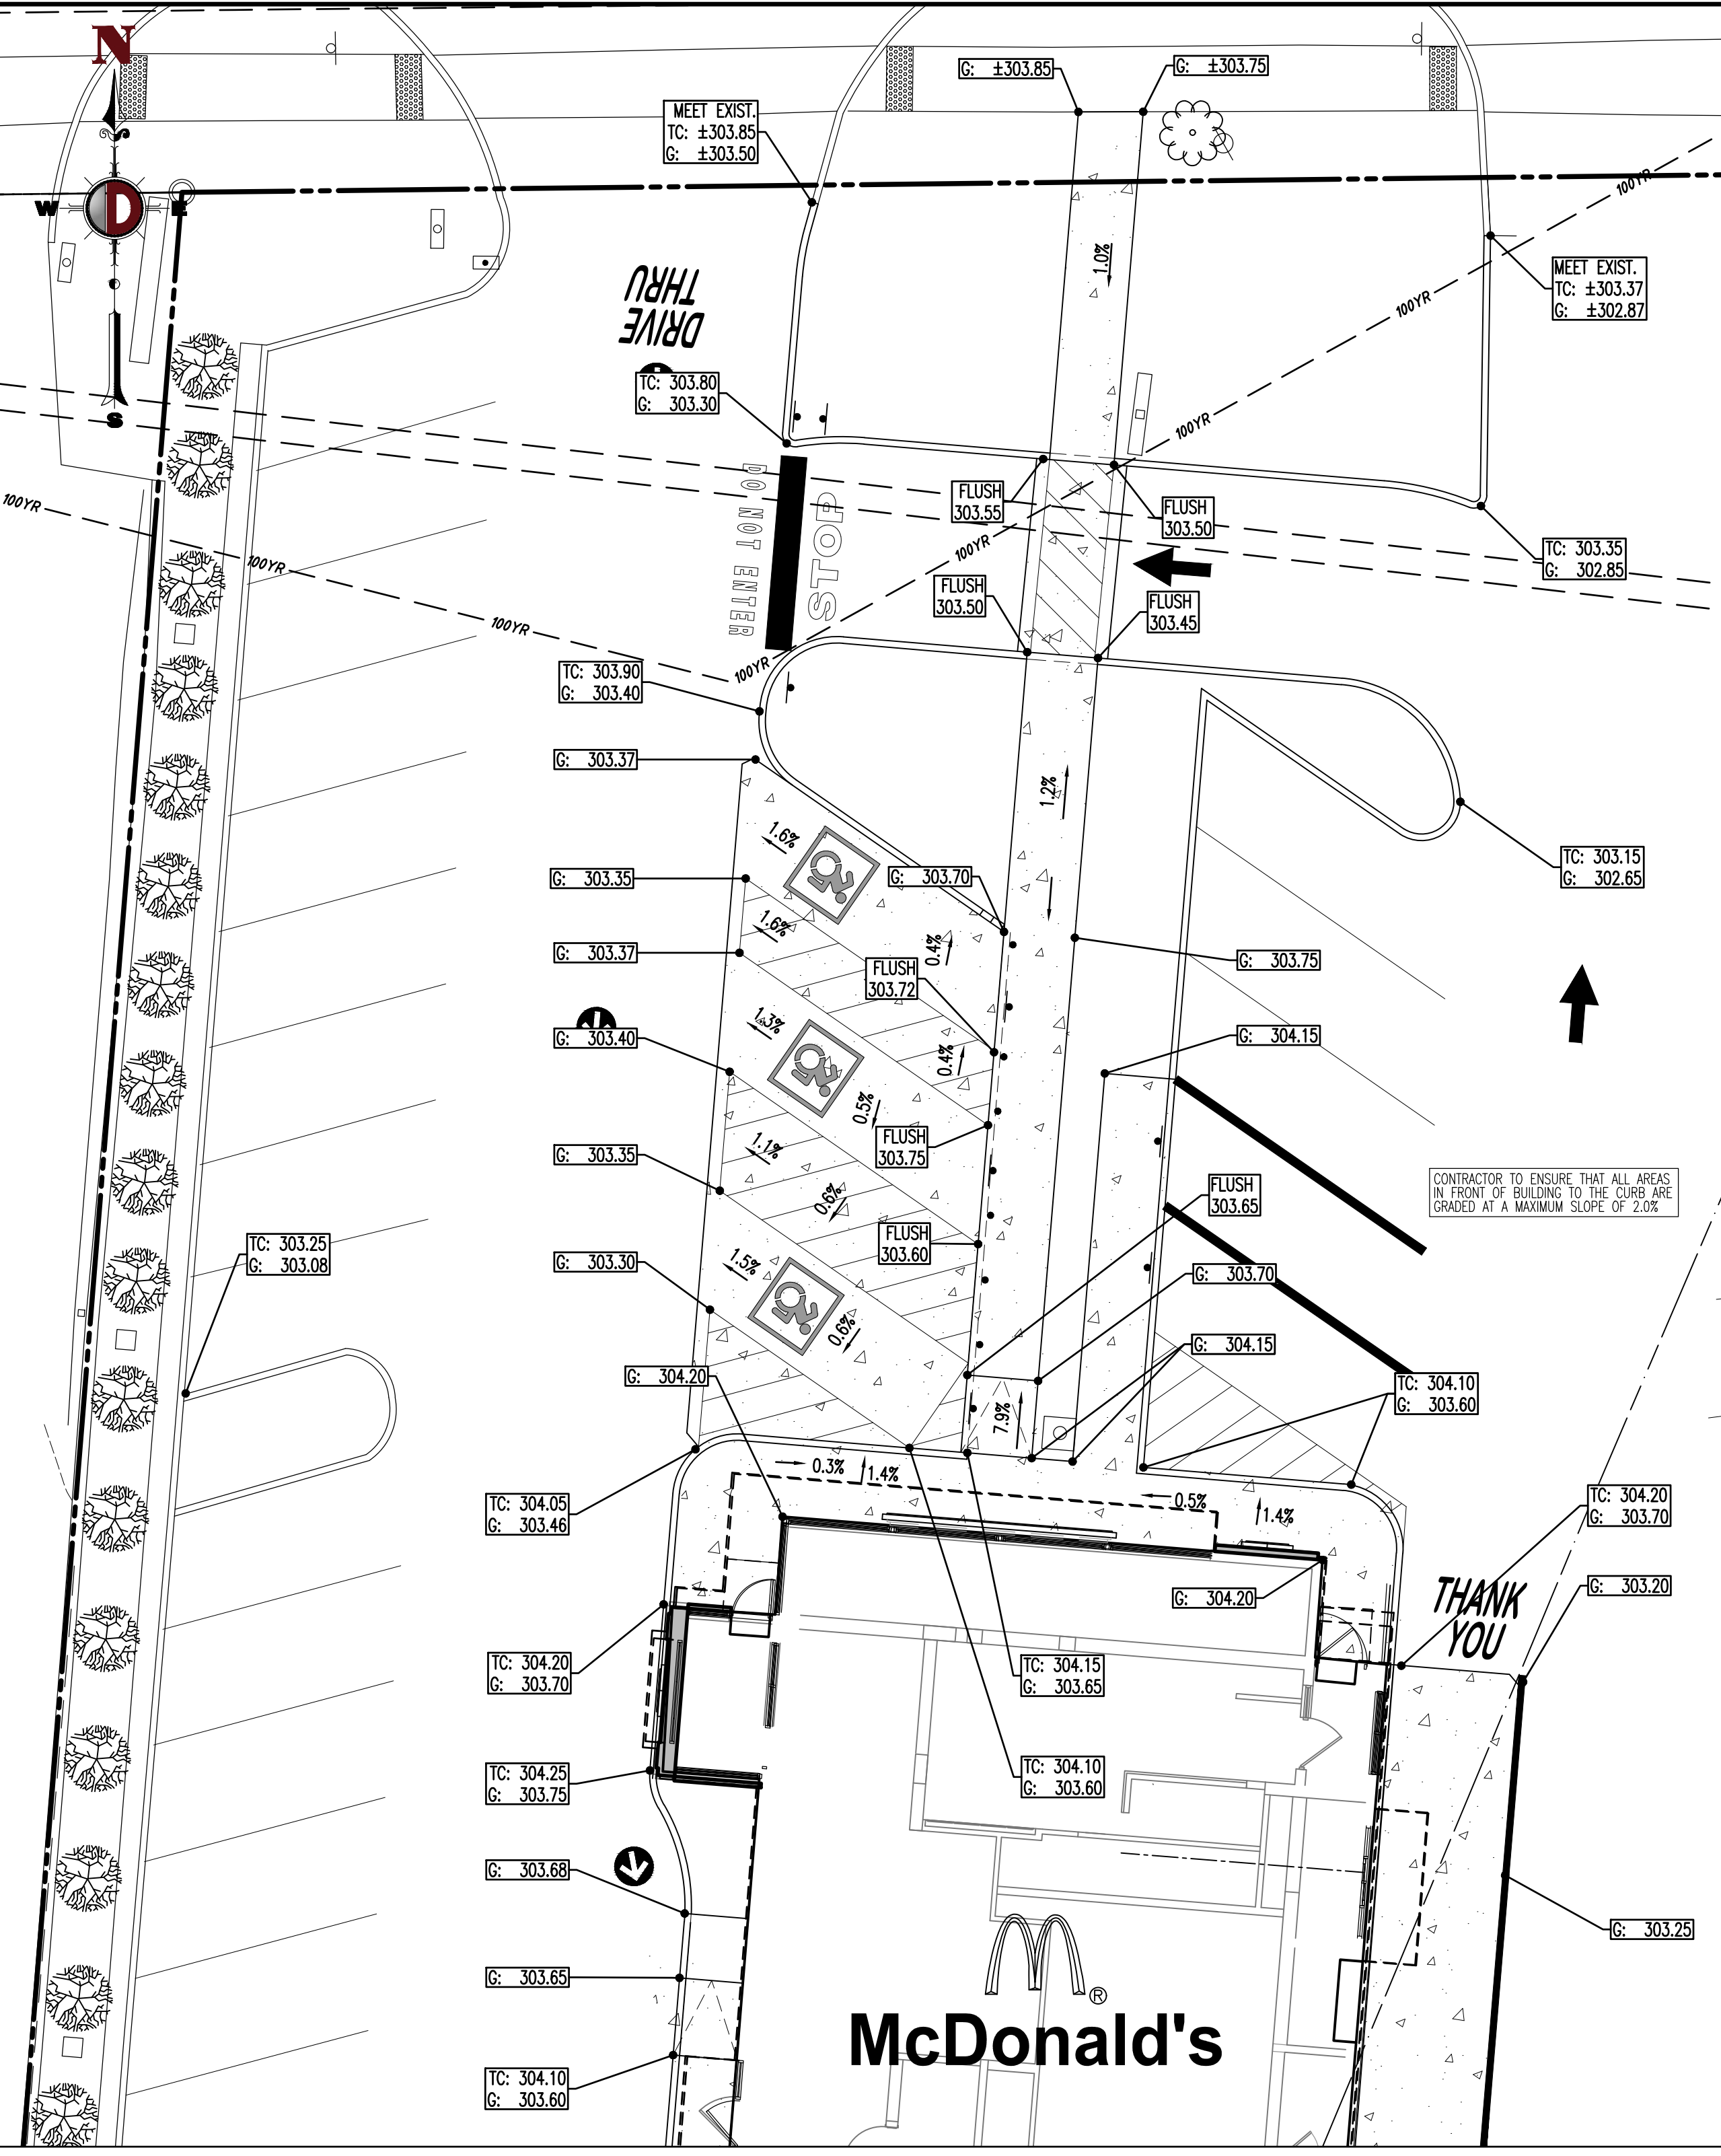 N
W
E
D
S
G: ±303.85
G: ±303.75
MEET EXIST.
TC: ±303.85
G: ±303.50
100YR
1.0%
MEET EXIST.
TC: ±303.37
G: ±302.87
DRIVE
THRU
100YR
TC: 303.80
G: 303.30
100YR
DO NOT ENTER
STOP
FLUSH
303.55
FLUSH
303.50
100YR
100YR
100YR
TC: 303.35
G: 302.85
FLUSH
303.50
FLUSH
303.45
100YR
100YR
TC: 303.90
G: 303.40
G: 303.37
1.2%
1.6%
G: 303.35
G: 303.70
TC: 303.15
G: 302.65
1.6%
G: 303.37
0.4%
G: 303.75
FLUSH
303.72
1.3%
G: 303.40
0.4%
G: 304.15
0.5%
FLUSH
303.75
1.1%
G: 303.35
CONTRACTOR TO ENSURE THAT ALL AREAS
IN FRONT OF BUILDING TO THE CURB ARE
GRADED AT A MAXIMUM SLOPE OF 2.0%
FLUSH
303.65
0.6%
FLUSH
303.60
TC: 303.25
G: 303.08
G: 303.30
1.5%
G: 303.70
0.6%
G: 304.15
G: 304.20
TC: 304.10
G: 303.60
7.9%
0.3%
1.4%
0.5%
1.4%
TC: 304.05
G: 303.46
TC: 304.20
G: 303.70
G: 303.20
G: 304.20
THANK
YOU
TC: 304.20
G: 303.70
TC: 304.15
G: 303.65
TC: 304.25
G: 303.75
TC: 304.10
G: 303.60
G: 303.68
G: 303.25
G: 303.65
®
McDonald's
TC: 304.10
G: 303.60